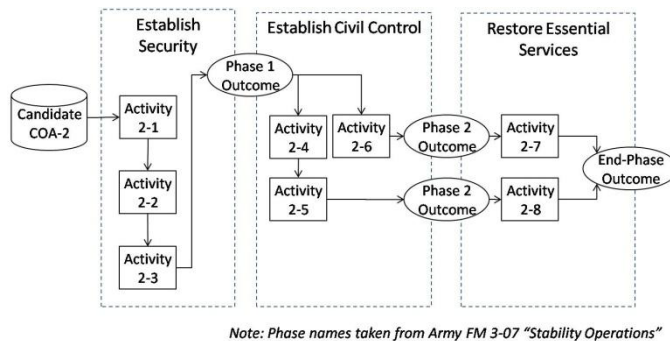 Establish
Security
Establish Civil Control
Restore Essential
Services
Phase 1
Outcome
Candidate
COA-2
Activity
2-1
Activity
2-4
Activity
2-6
Phase 2
Outcome
Activity
2-7
End-Phase
Outcome
Activity
2-2
Activity
2-5
Phase 2
Outcome
Activity
2-8
Activity
2-3
Note: Phase names taken from Army FM 3-07 “Stability Operations”